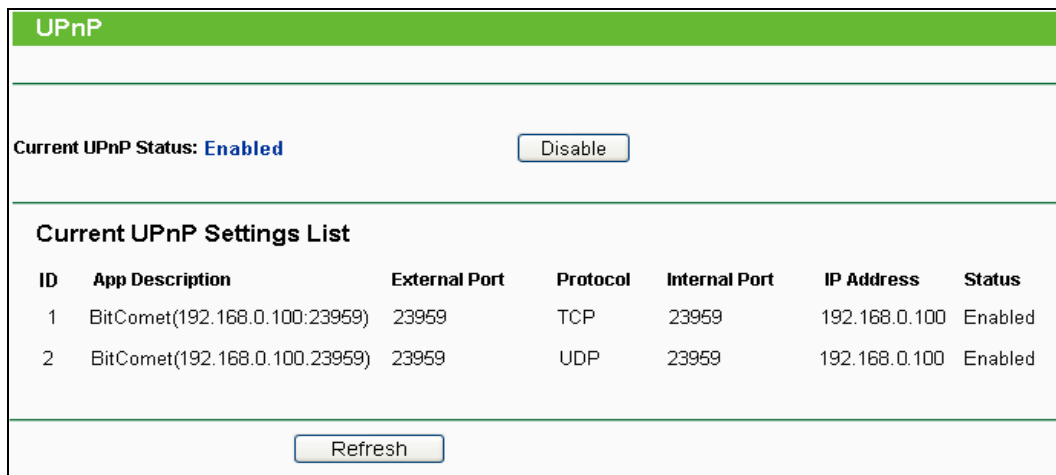 UPnP
Current UPnP Status: Enabled Disable
Current UPnP Settings List
ID App Description External Port Protocol Internal Port IP Address Status
1 BitComet(192.168.0.100:23959) 23959 TCP 23959 192.168.0.100 Enabled
2 BitComet(192.168.0.100.23959) 23959 UDP 23959 192.168.0.100 Enabled
Refresh